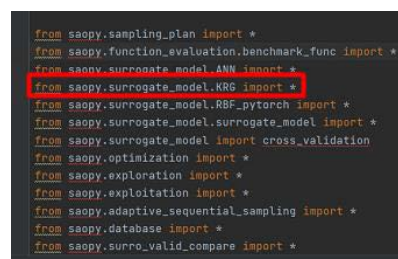 from saopy.sampling_plan import *
from saopy.function_evaluation.benchmark_func import *
from saopy.surrogate_model.ANN import *
from saopy.surrogate_model.KRG import *
from saopy.surrogate_model.RBF_pytorch import *
from saopy.surrogate_model.surrogate_model import *
from saopy.surrogate_model import cross_validation
from saopy.optimization import *
from saopy.exploration import *
from saopy.exploitation import *
from saopy.adaptive_sequential_sampling import *
from saopy.database import *
from saopy.surro_valid_compare import *